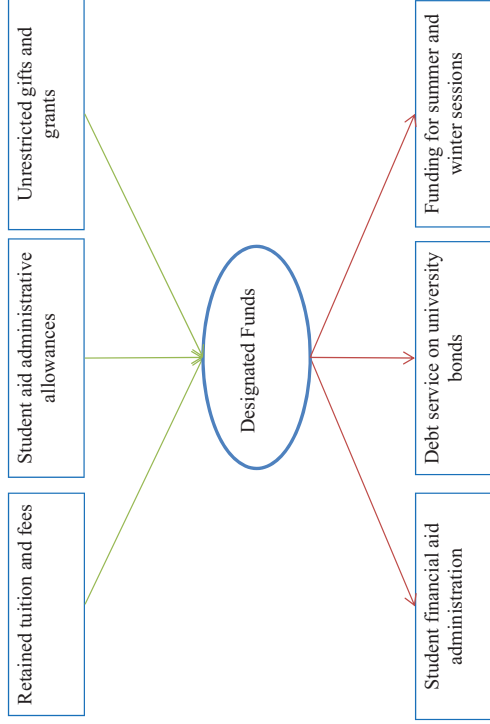 Retained tuition and fees
Student aid administrative
allowances
Unrestricted gifts and
grants
Designated Funds
Student financial aid
administration
Debt service on university
bonds
Funding for summer and
winter sessions